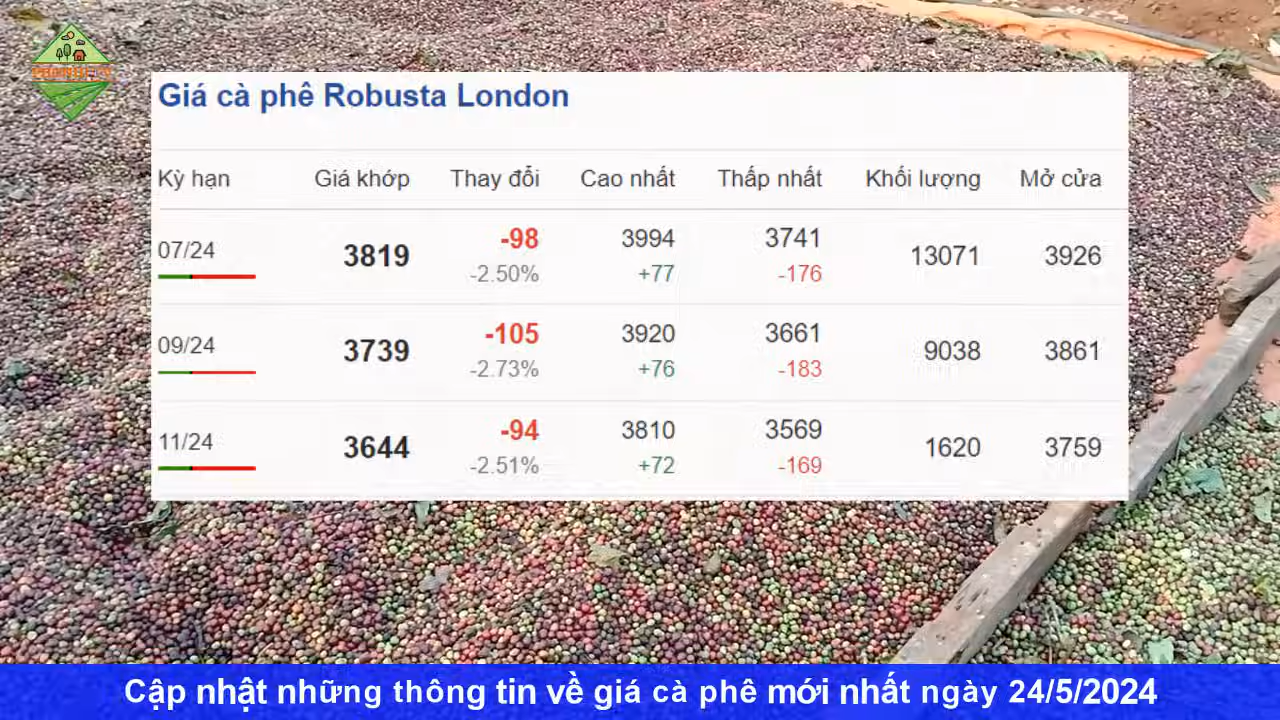 Giá cà phê Robusta London
Kỳ hạn Giá khớp Thay đổi Cao nhất Thấp nhất Khối lượng Mở cửa
07/24 3819 -98 3994 3741 13071 3926
-2.50% +77 -176
09/24 3739 -105 3920 3661 9038 3861
-2.73% +76 -183
11/24 3644 -94 3810 3569 1620 3759
-2.51% +72 -169
Cập nhật những thông tin về giá cà phê mới nhất ngày 24/5/2024